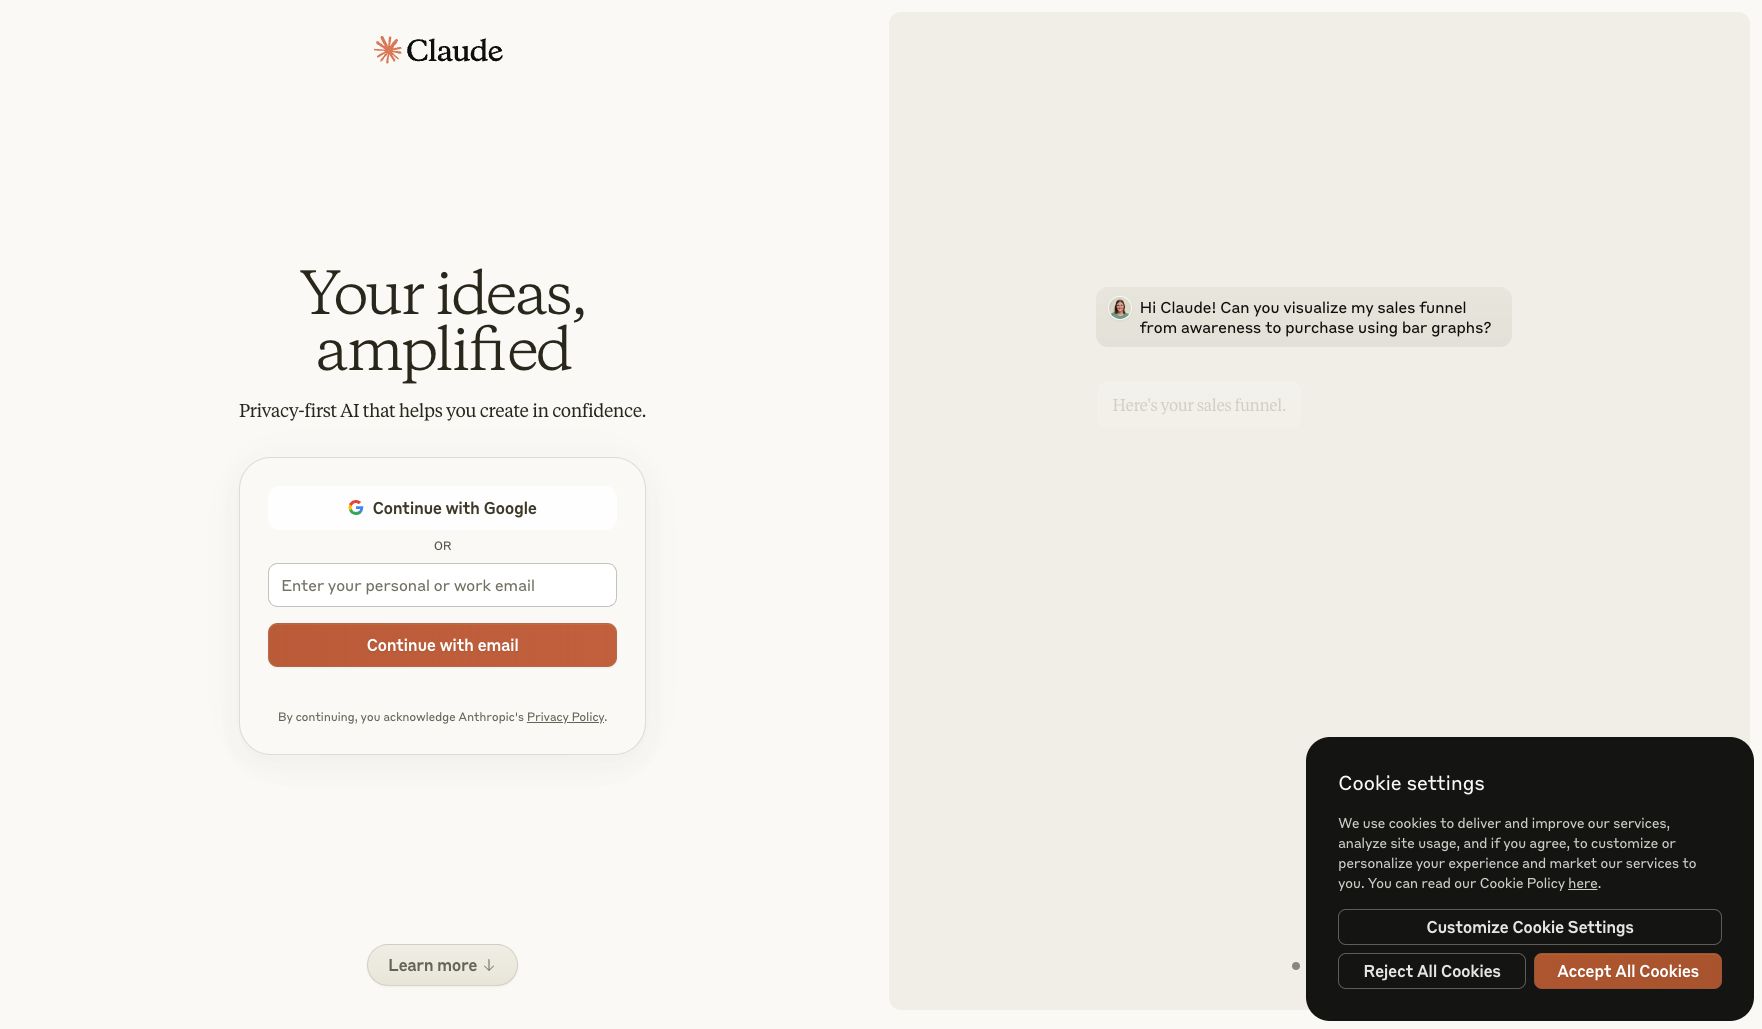 Claude
Your ideas,
amplified
Privacy-first AI that helps you create in confidence.
Continue with Google
OR
Enter your personal or work email
Continue with email
By continuing, you acknowledge Anthropic's Privacy Policy.
Learn more ↓
Hi Claude! Can you visualize my sales funnel
from awareness to purchase using bar graphs?
Here's your sales funnel.
Cookie settings
We use cookies to deliver and improve our services,
analyze site usage, and if you agree, to customize or
personalize your experience and market our services to
you. You can read our Cookie Policy here.
Customize Cookie Settings
Reject All Cookies
Accept All Cookies